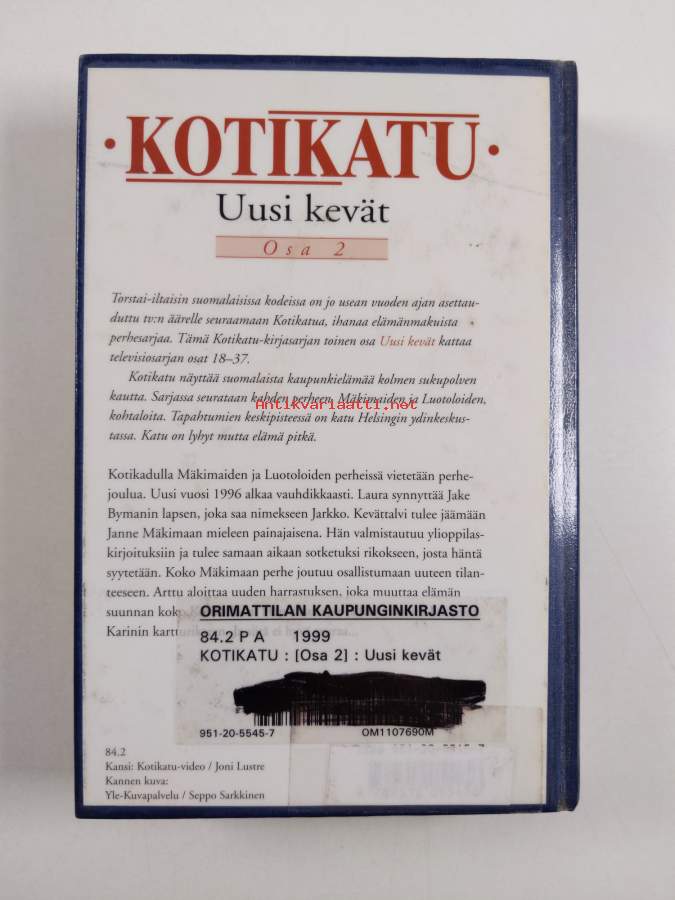 ·KOTIKATU·
Uusi kevät
Osa 2
Torstai-iltaisin suomalaisissa kodeissa on jo usean vuoden ajan asettau-
duttu tv:n äärelle seuraamaan Kotikatua, ihanaa elämänmakuista
perhesarjaa. Tämä Kotikatu-kirjasarjan toinen osa Uusi kevät kattaa
televisiosarjan osat 18–37.
Kotikatu näyttää suomalaista kaupunkielämää kolmen sukupolven
kautta. Sarjassa seurataan kahden perheen, Mäkimaiden ja Luotoloiden,
Antikvariaatti.net
kohtaloita. Tapahtumien keskipisteessä on katu Helsingin ydinkeskus-
tassa. Katu on lyhyt mutta elämä pitkä.
Kotikadulla Mäkimaiden ja Luotoloiden perheissä vietetään perhe-
joulua. Uusi vuosi 1996 alkaa vauhdikkaasti. Laura synnyttää Jake
Bymanin lapsen, joka saa nimekseen Jarkko. Kevättalvi tulee jäämään
Janne Mäkimaan mieleen painajaisena. Hän valmistautuu ylioppilas-
kirjoituksiin ja tulee samaan aikaan sotketuksi rikokseen, josta häntä
syytetään. Koko Mäkimaan perhe joutuu osallistumaan uuteen tilan-
teeseen. Arttu aloittaa uuden harrastuksen, joka muuttaa elämän
suunnan
Karinin
ORIMATTILAN KAUPUNGINKIRJASTO
84.2 P A 1999
KOTIKATU : [Osa 2] : Uusi kevät
951-20-5545-7 OM1107690M
84.2
Kansi: Kotikatu-video / Joni Lustre
Kannen kuva:
Yle-Kuvapalvelu / Seppo Sarkkinen